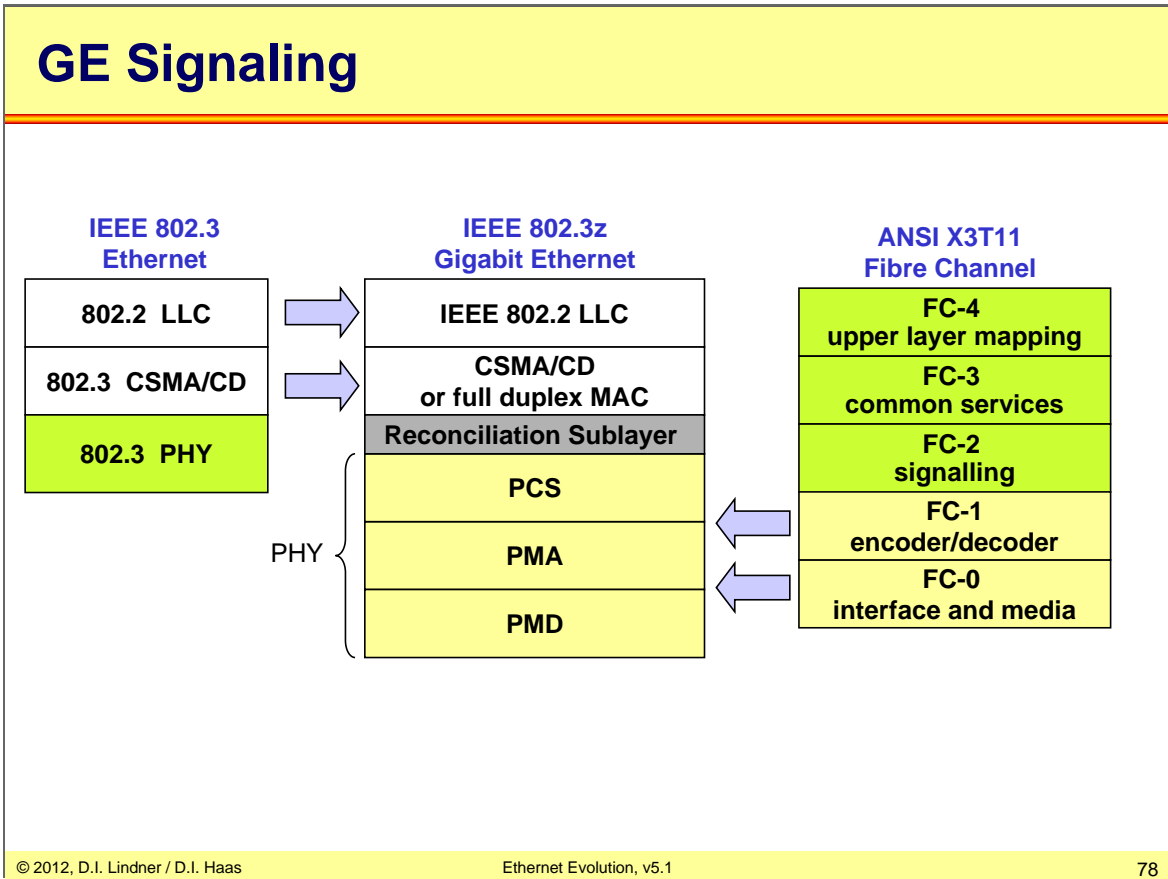 GE Signaling
IEEE 802.3
Ethernet
802.2 LLC
802.3 CSMA/CD
802.3 PHY
IEEE 802.3z
Gigabit Ethernet
IEEE 802.2 LLC
CSMA/CD
or full duplex MAC
Reconciliation Sublayer
PHY
PCS
PMA
PMD
ANSI X3T11
Fibre Channel
FC-4
upper layer mapping
FC-3
common services
FC-2
signalling
FC-1
encoder/decoder
FC-0
interface and media
© 2012, D.I. Lindner / D.I. Haas
Ethernet Evolution, v5.1
78